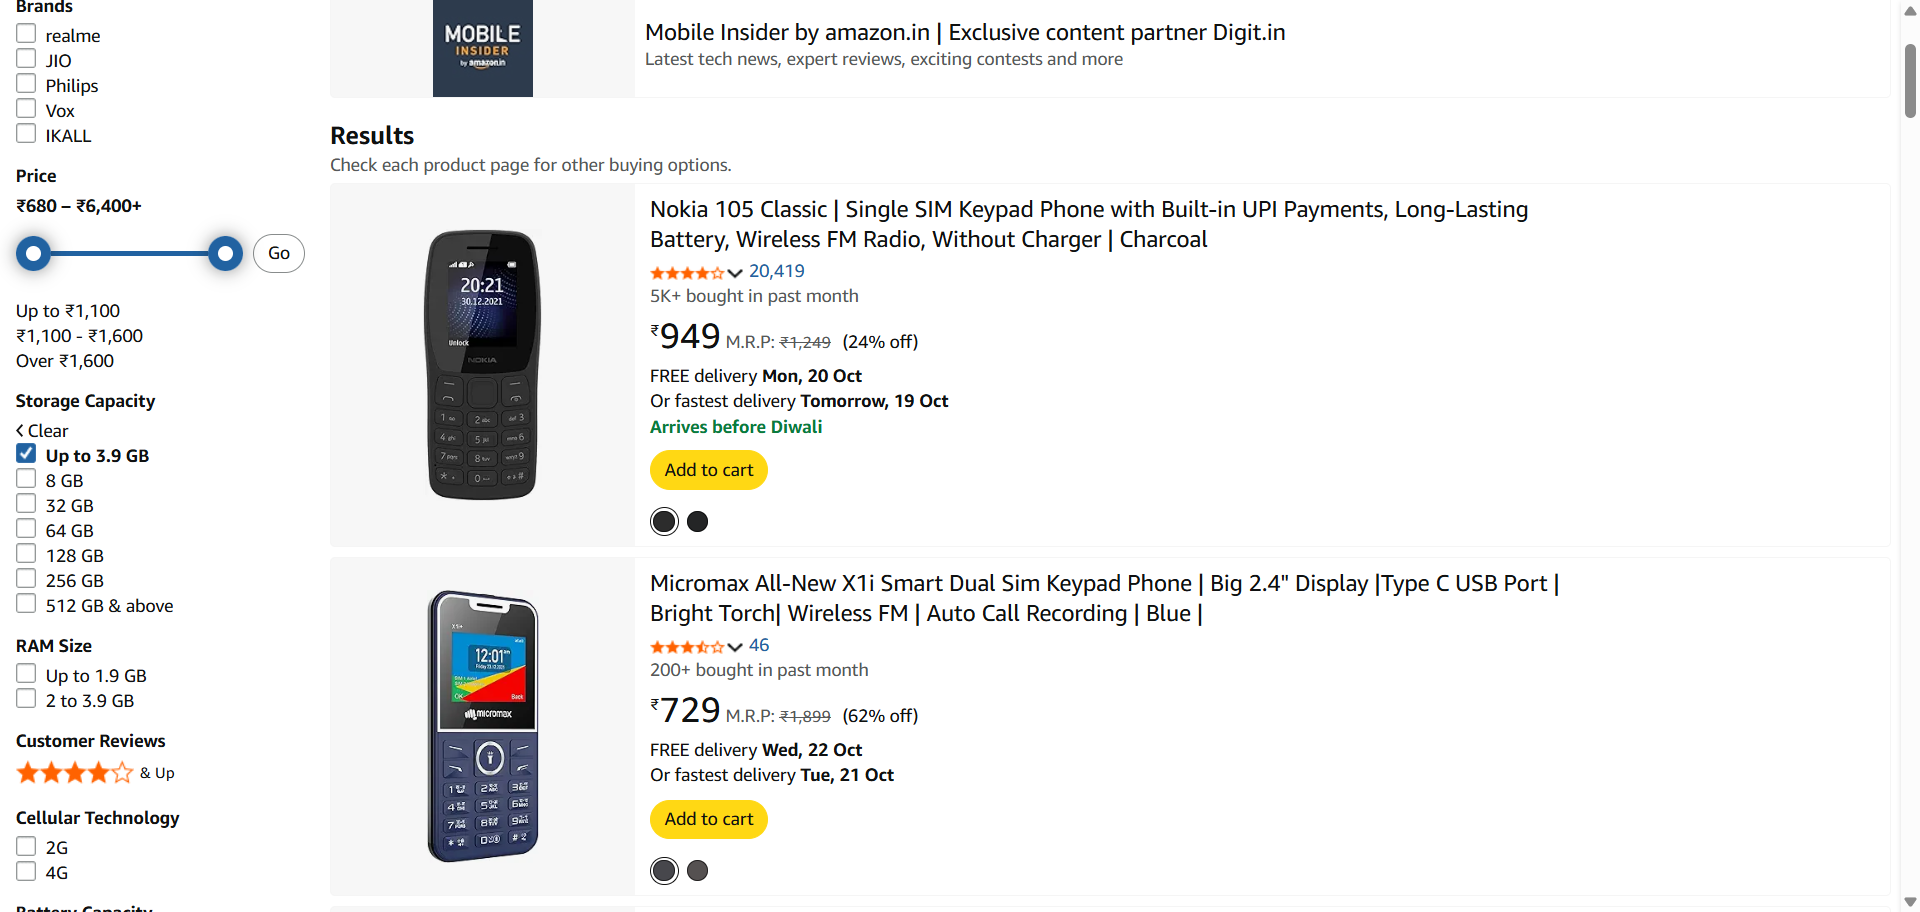 Brands
realme
JIO
Philips
Vox
IKALL
Price
₹680 – ₹6,400+
Go
Up to ₹1,100
₹1,100 - ₹1,600
Over ₹1,600
Storage Capacity
Clear
Up to 3.9 GB
8 GB
32 GB
64 GB
128 GB
256 GB
512 GB & above
RAM Size
Up to 1.9 GB
2 to 3.9 GB
Customer Reviews
& Up
Cellular Technology
2G
4G
Battery Capacity
MOBILE
INSIDER
by amazon.in
Mobile Insider by amazon.in | Exclusive content partner Digit.in
Latest tech news, expert reviews, exciting contests and more
Results
Check each product page for other buying options.
20:21
30.12.2021
Unlock
NOKIA
Nokia 105 Classic | Single SIM Keypad Phone with Built-in UPI Payments, Long-Lasting
Battery, Wireless FM Radio, Without Charger | Charcoal
20,419
5K+ bought in past month
₹949 M.R.P: ₹1,249 (24% off)
FREE delivery Mon, 20 Oct
Or fastest delivery Tomorrow, 19 Oct
Arrives before Diwali
Add to cart
X1i+
12:01
OK
Back
micromax
Micromax All-New X1i Smart Dual Sim Keypad Phone | Big 2.4" Display |Type C USB Port |
Bright Torch| Wireless FM | Auto Call Recording | Blue |
46
200+ bought in past month
₹729 M.R.P: ₹1,899 (62% off)
FREE delivery Wed, 22 Oct
Or fastest delivery Tue, 21 Oct
Add to cart